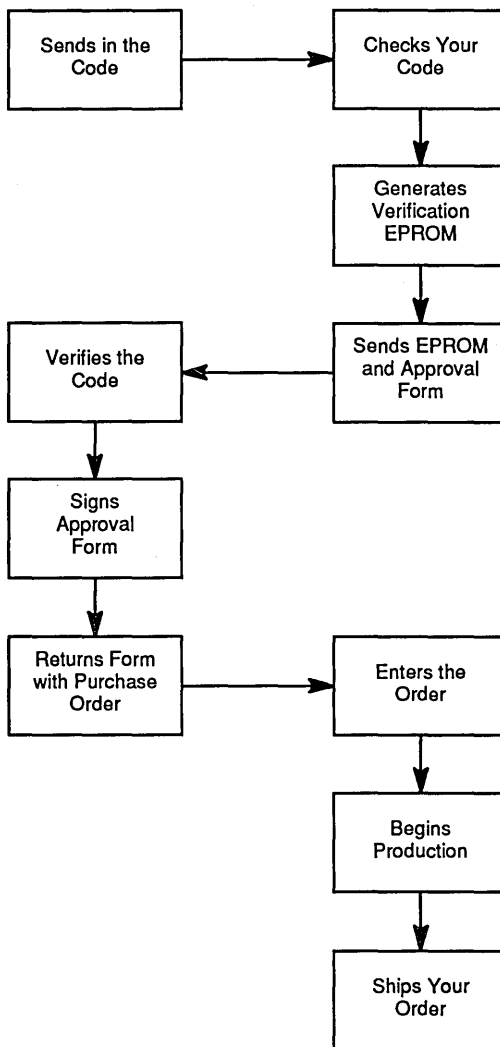 Sends in the
Code
Checks Your
Code
Generates
Verification
EPROM
Sends EPROM
and Approval
Form
Verifies the
Code
Signs
Approval
Form
Returns Form
with Purchase
Order
Enters the
Order
Begins
Production
Ships Your
Order